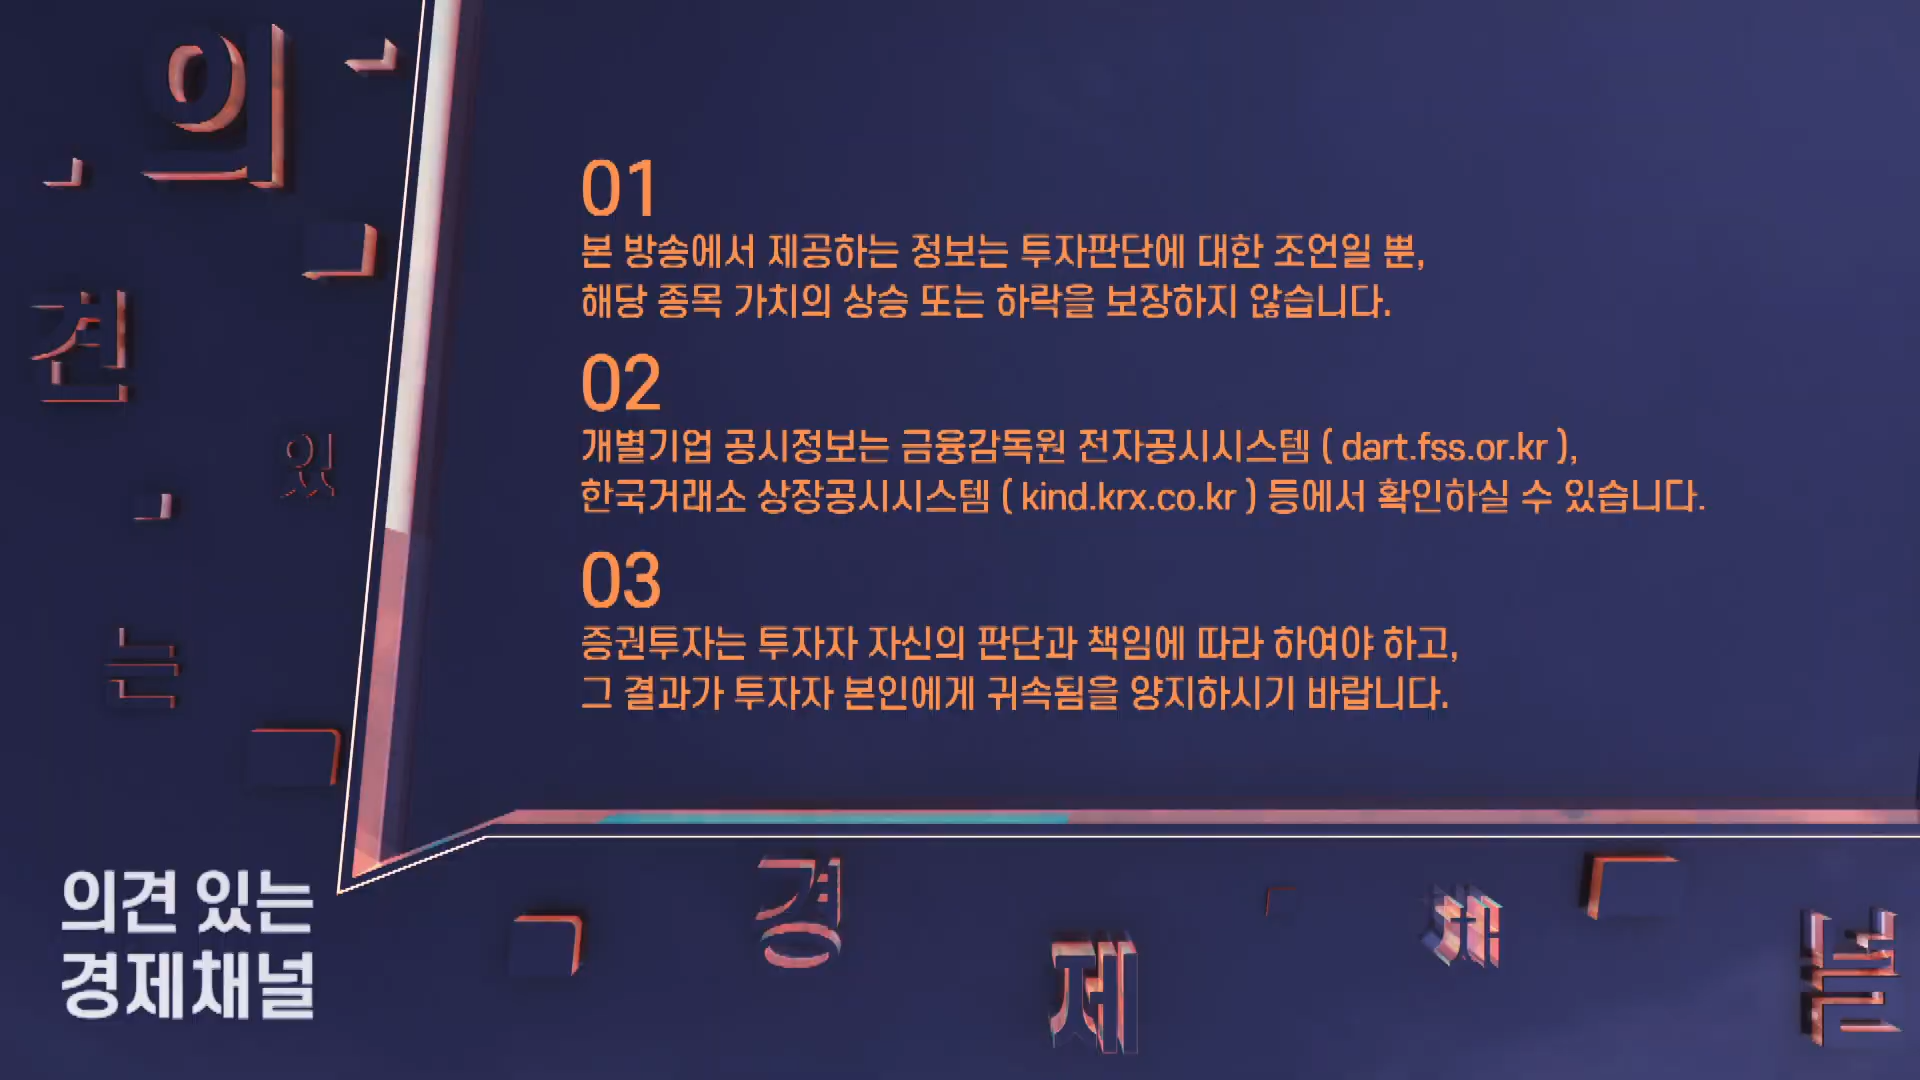 01
본 방송에서 제공하는 정보는 투자판단에 대한 조언일 뿐,
해당 종목 가치의 상승 또는 하락을 보장하지 않습니다.
02
개별기업 공시정보는 금융감독원 전자공시시스템 ( dart.fss.or.kr ),
한국거래소 상장공시시스템 ( kind.krx.co.kr ) 등에서 확인하실 수 있습니다.
03
증권투자는 투자자 자신의 판단과 책임에 따라 하여야 하고,
그 결과가 투자자 본인에게 귀속됨을 양지하시기 바랍니다.
의견 있는
경제채널
의
견
있
는
경
제
채
널